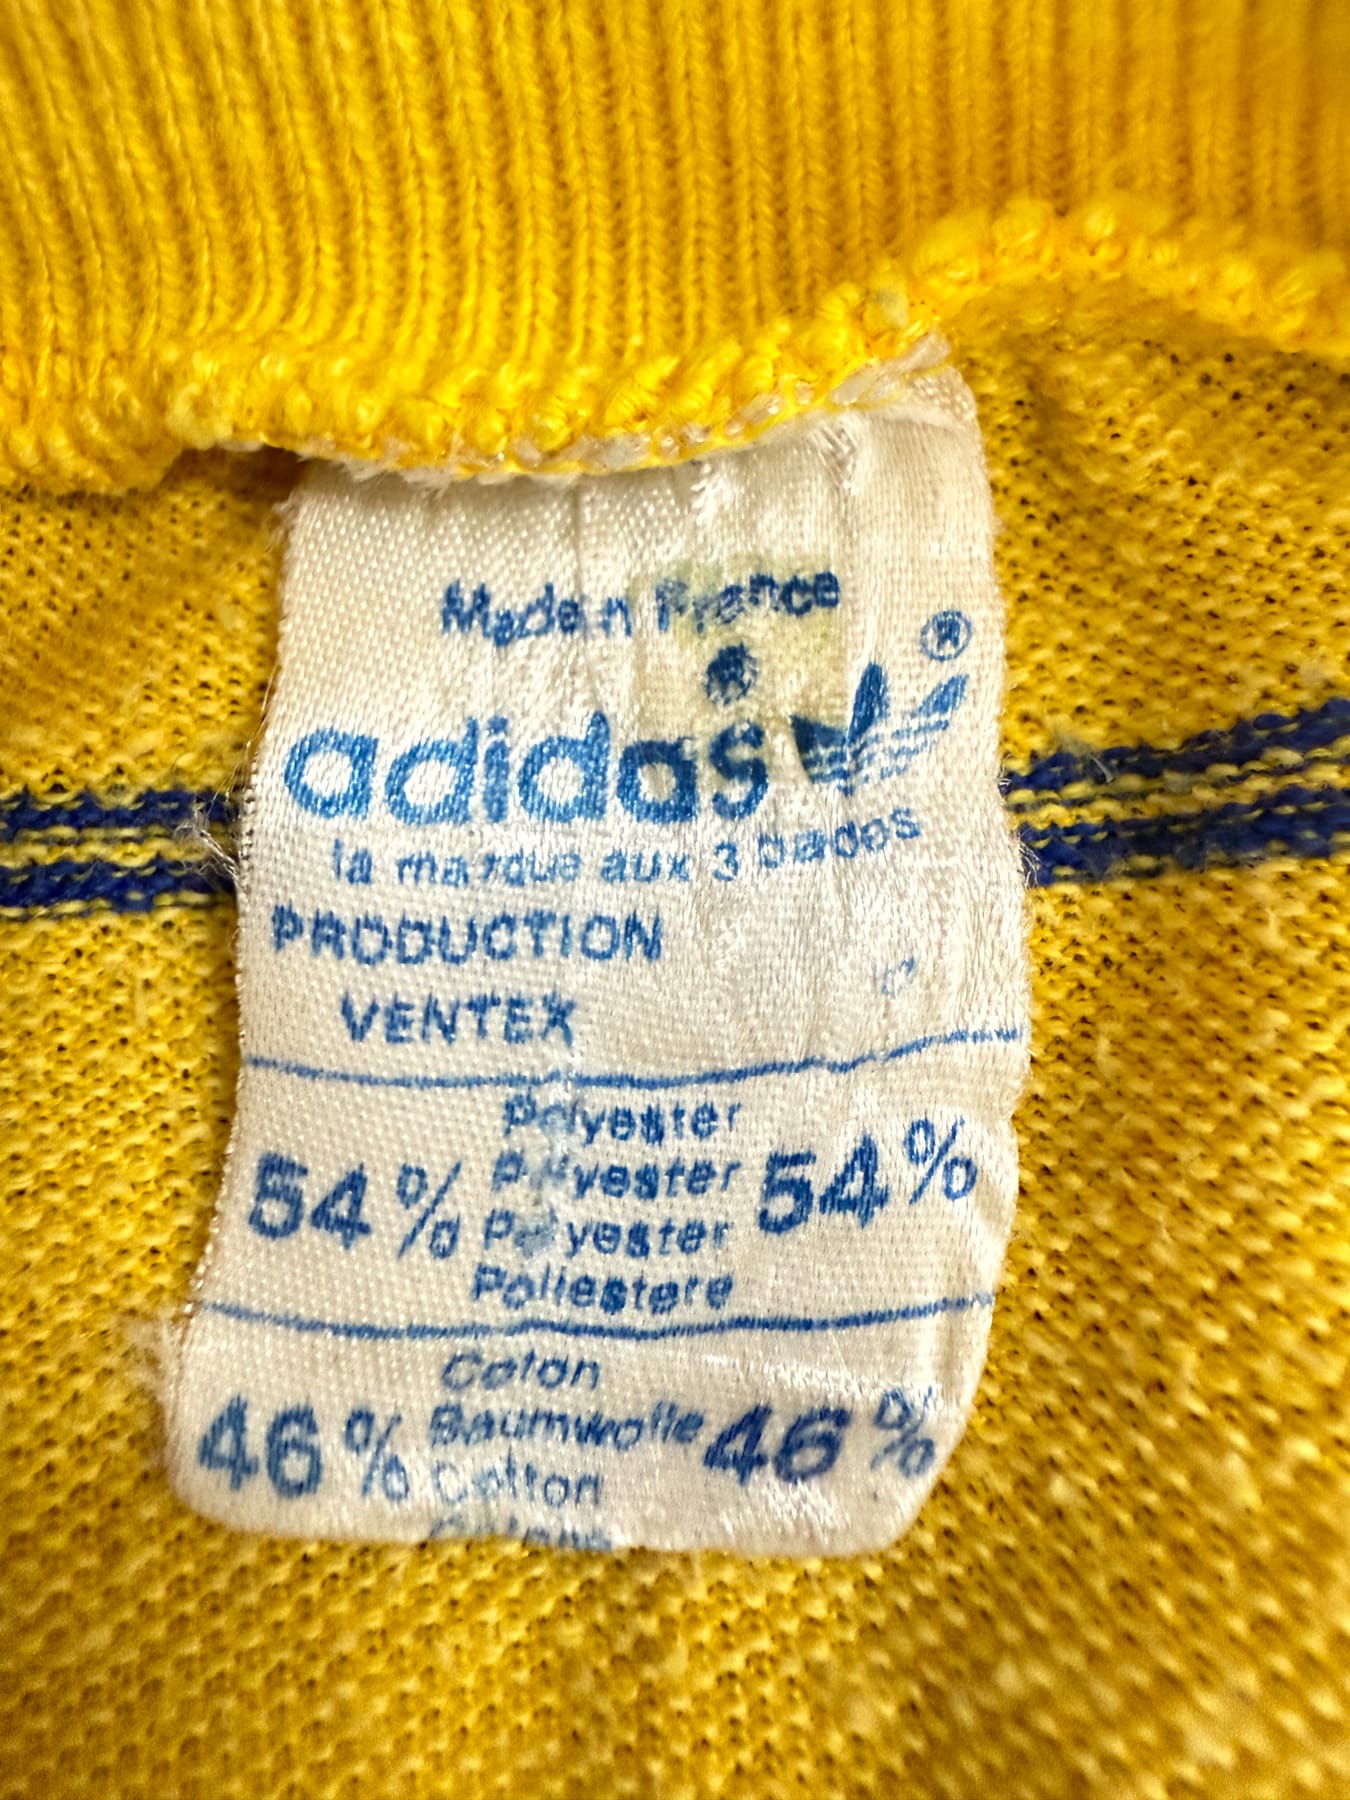 Made in France
®
adidas ®
la marque aux 3 bandes
PRODUCTION
VENTEX
Polyester
54% Polyester 54%
Polyester
Poliestere
Coton
46% Baumwolle 46%
Cotton